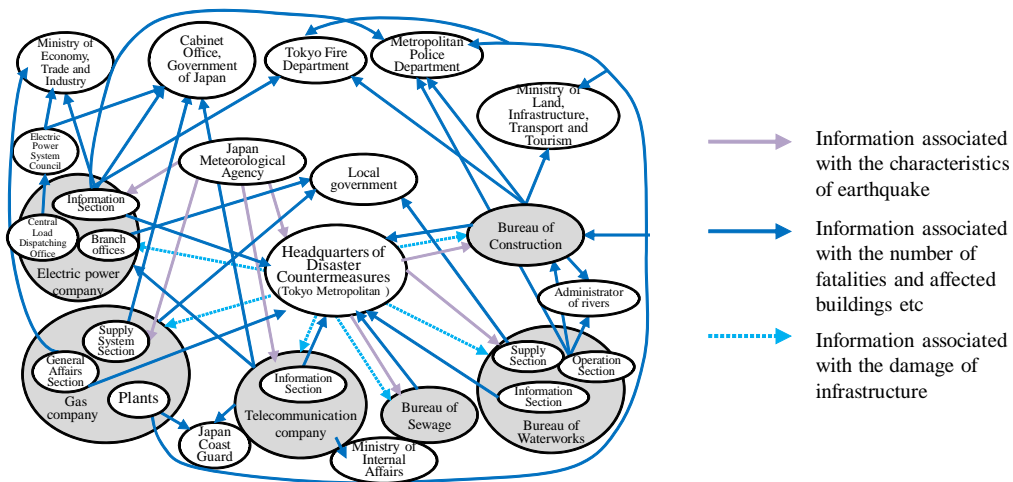 Ministry of
Economy,
Trade and
Industry
Cabinet
Office,
Government
of Japan
Tokyo Fire
Department
Metropolitan
Police
Department
Ministry of
Land,
Infrastructure,
Transport and
Tourism
Electric
Power
System
Council
Japan
Meteorological
Agency
Local
government
Information
Section
Central
Load
Dispatching
Office
Branch
offices
Electric power
company
Headquarters of
Disaster
Countermeasures
(Tokyo Metropolitan )
Bureau of
Construction
Administrator
of rivers
Supply
System
Section
General
Affairs
Section
Plants
Gas
company
Information
Section
Telecommunication
company
Japan
Coast
Guard
Ministry of
Internal
Affairs
Bureau of
Sewage
Supply
Section
Operation
Section
Information
Section
Bureau of
Waterworks
Information associated
with the characteristics
of earthquake
Information associated
with the number of
fatalities and affected
buildings etc
Information associated
with the damage of
infrastructure